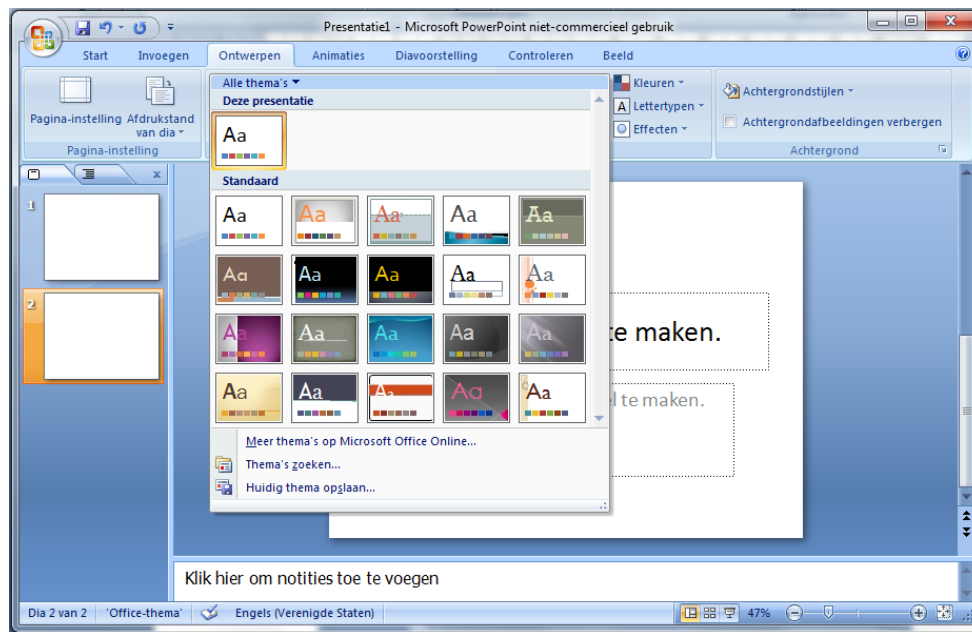 Presentatie1 - Microsoft PowerPoint niet-commercieel gebruik
Start Invoegen Ontwerpen Animaties Diavoorstelling Controleren Beeld
Pagina-instelling
Afdrukstand van dia
Pagina-instelling
Alle thema's
Deze presentatie
Aa
Standaard
Aa Aa Aa Aa Aa
Aa Aa Aa Aa Aa
Aa Aa Aa Aa Aa
Aa Aa Aa Aa Aa
Meer thema's op Microsoft Office Online...
Thema's zoeken...
Huidig thema opslaan...
Kleuren
A Lettertypen
Effecten
Achtergrondstijlen
Achtergrondafbeeldingen verbergen
Achtergrond
1
2
te maken.
te maken.
Klik hier om notities toe te voegen
Dia 2 van 2 'Office-thema' Engels (Verenigde Staten) 47%